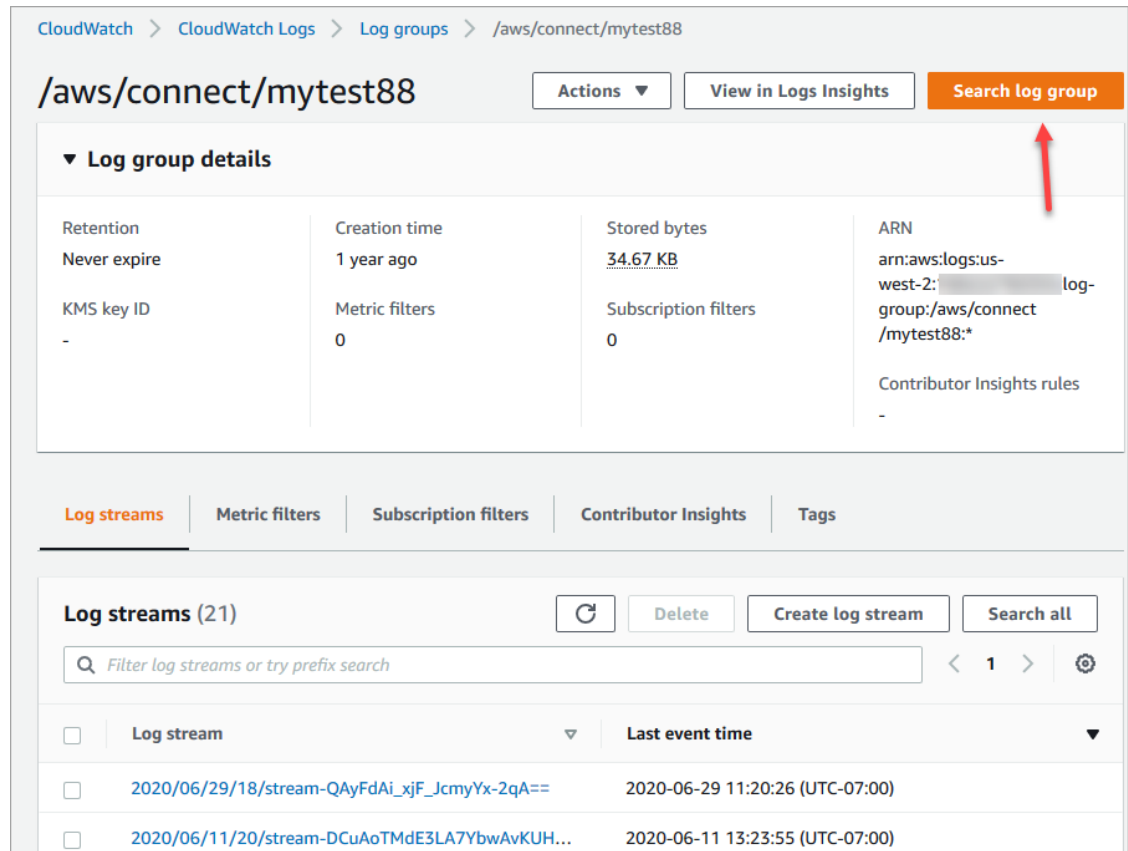 CloudWatch > CloudWatch Logs > Log groups > /aws/connect/mytest88
/aws/connect/mytest88
Actions ▼
View in Logs Insights
Search log group
▼ Log group details
Retention
Never expire
KMS key ID
-
Creation time
1 year ago
Metric filters
0
Stored bytes
34.67 KB
Subscription filters
0
ARN
arn:aws:logs:us-
west-2: log-
group:/aws/connect
/mytest88:*
Contributor Insights rules
-
Log streams
Metric filters
Subscription filters
Contributor Insights
Tags
Log streams (21)
Delete
Create log stream
Search all
Filter log streams or try prefix search
< 1 >
Log stream
Last event time
2020/06/29/18/stream-QAyFdAi_xjF_JcmyYx-2qA==
2020-06-29 11:20:26 (UTC-07:00)
2020/06/11/20/stream-DCuAoTMdE3LA7YbwAvKUH...
2020-06-11 13:23:55 (UTC-07:00)